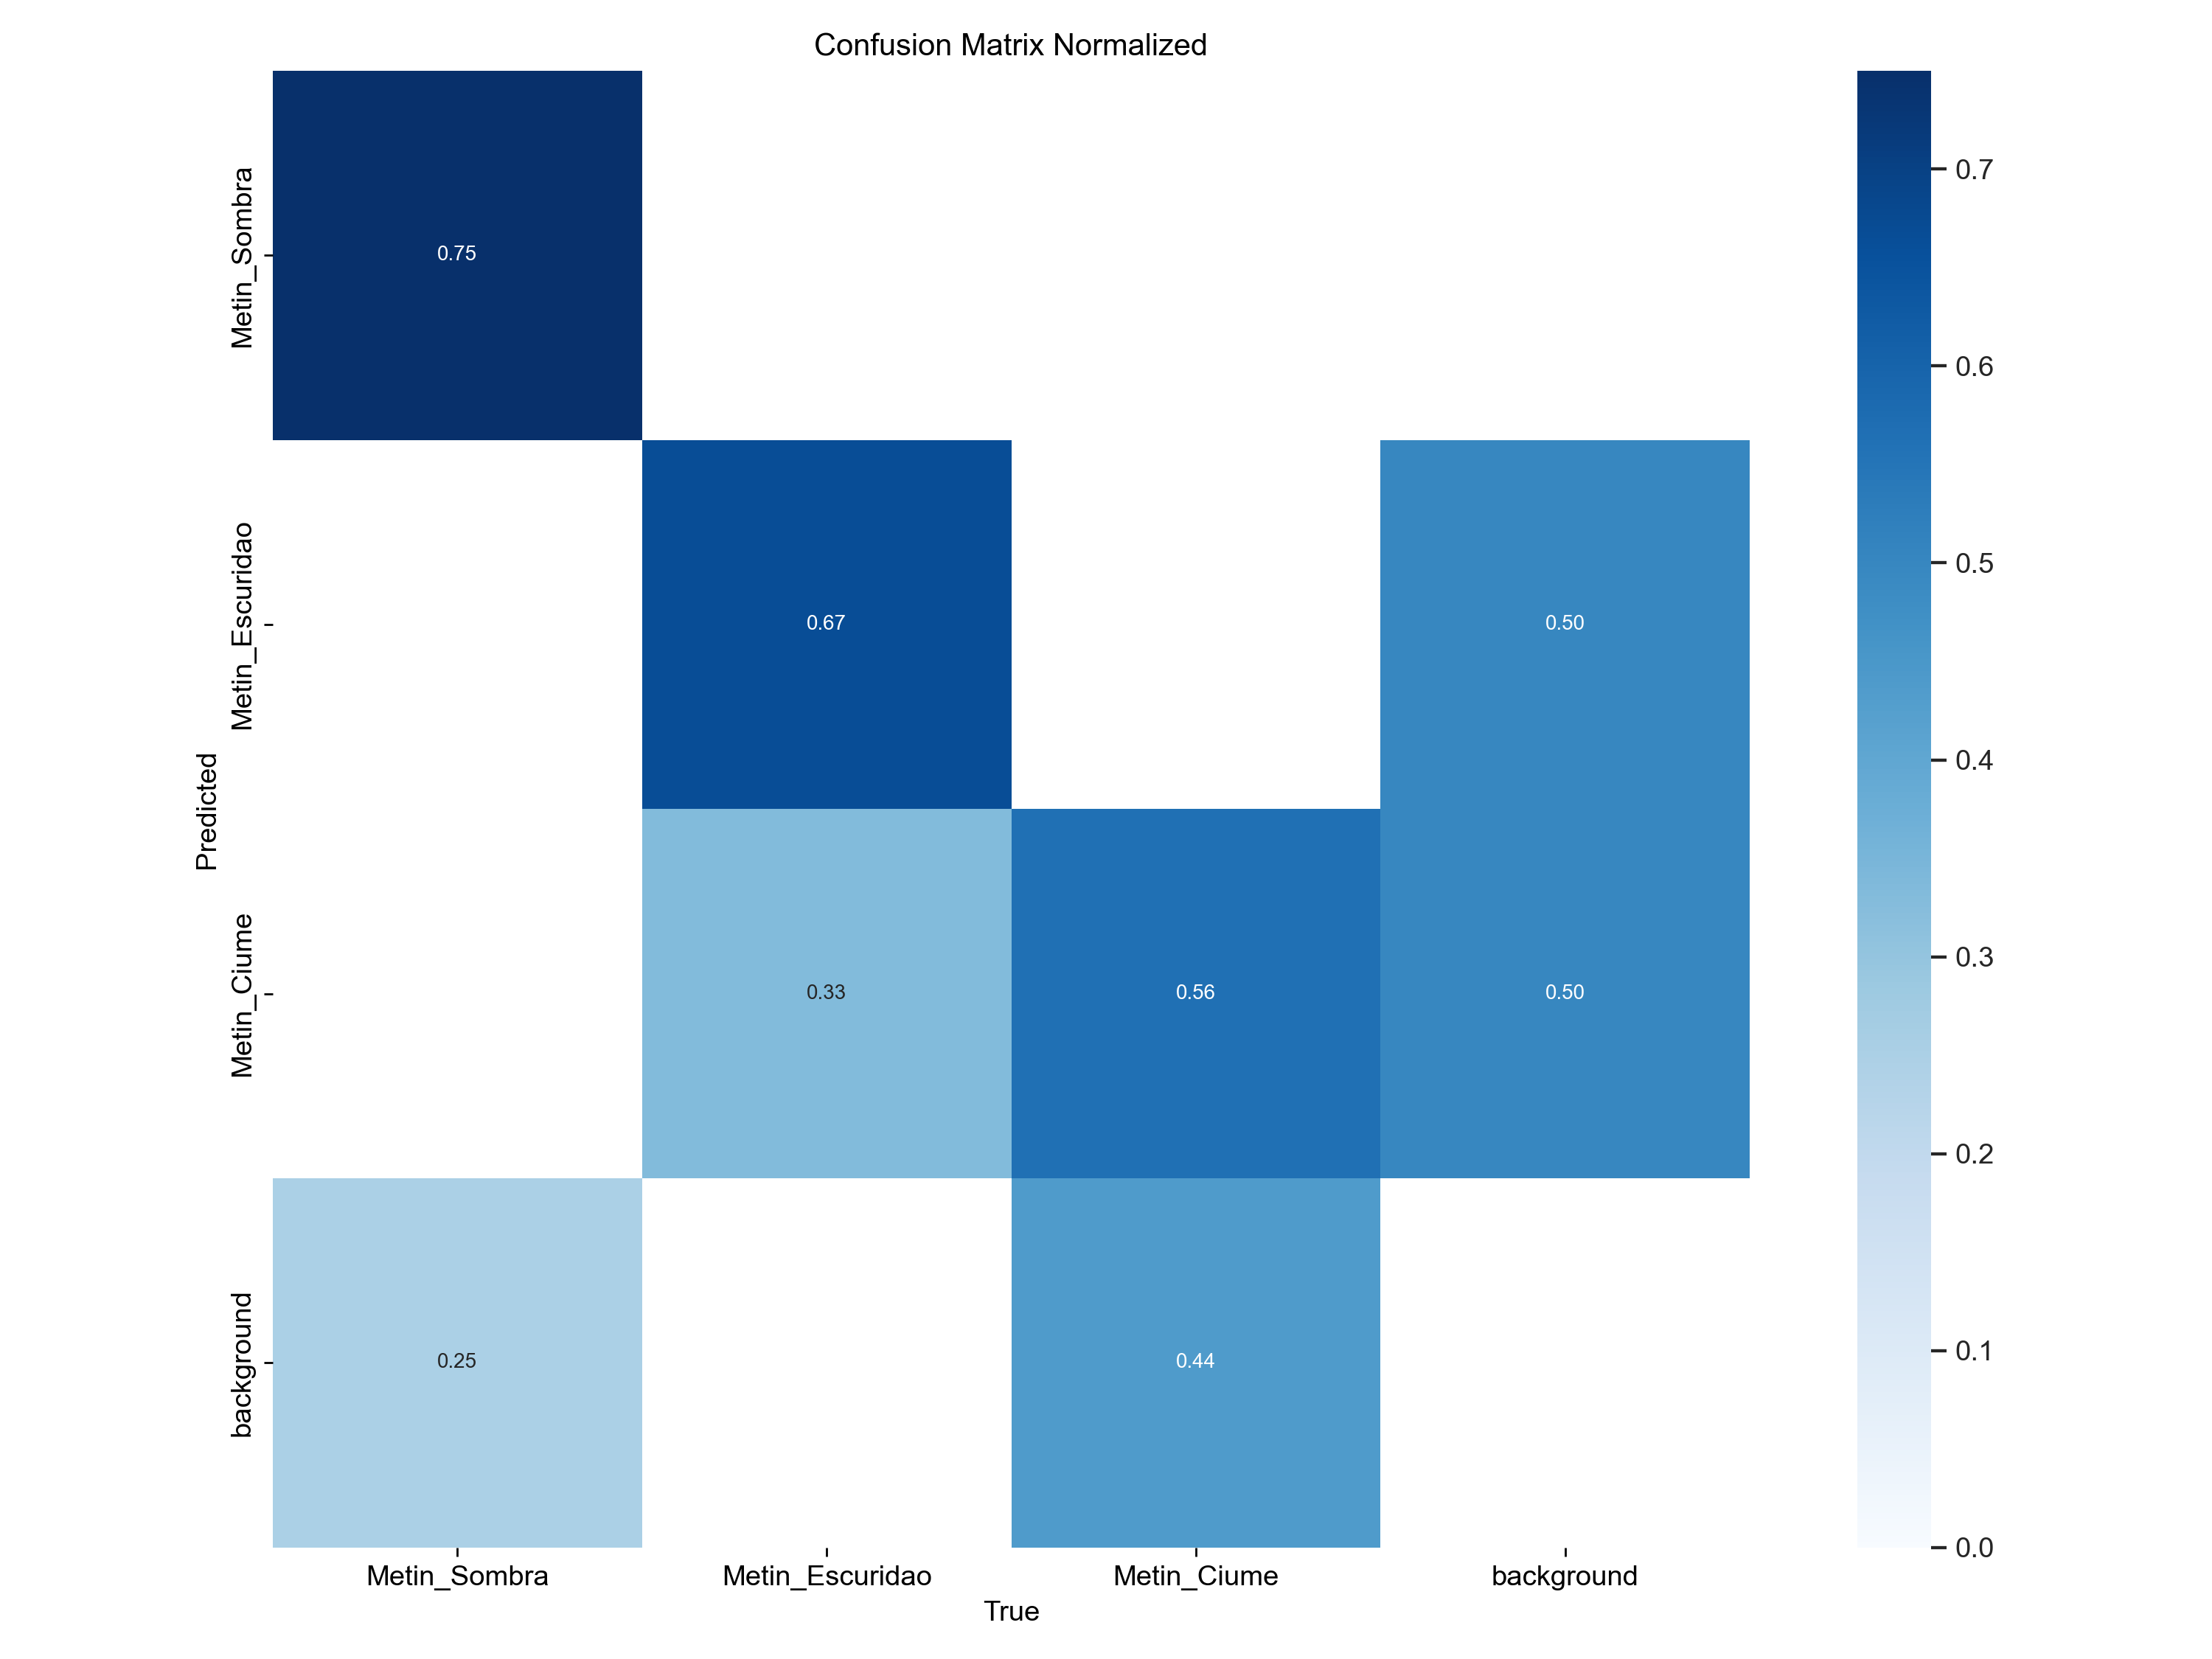 Confusion Matrix Normalized
Metin_Sombra
0.75
Metin_Escuridao
0.67
0.50
Metin_Ciume
0.33
0.56
0.50
background
0.25
0.44
Predicted
Metin_Sombra
Metin_Escuridao
Metin_Ciume
background
True
0.7
0.6
0.5
0.4
0.3
0.2
0.1
0.0